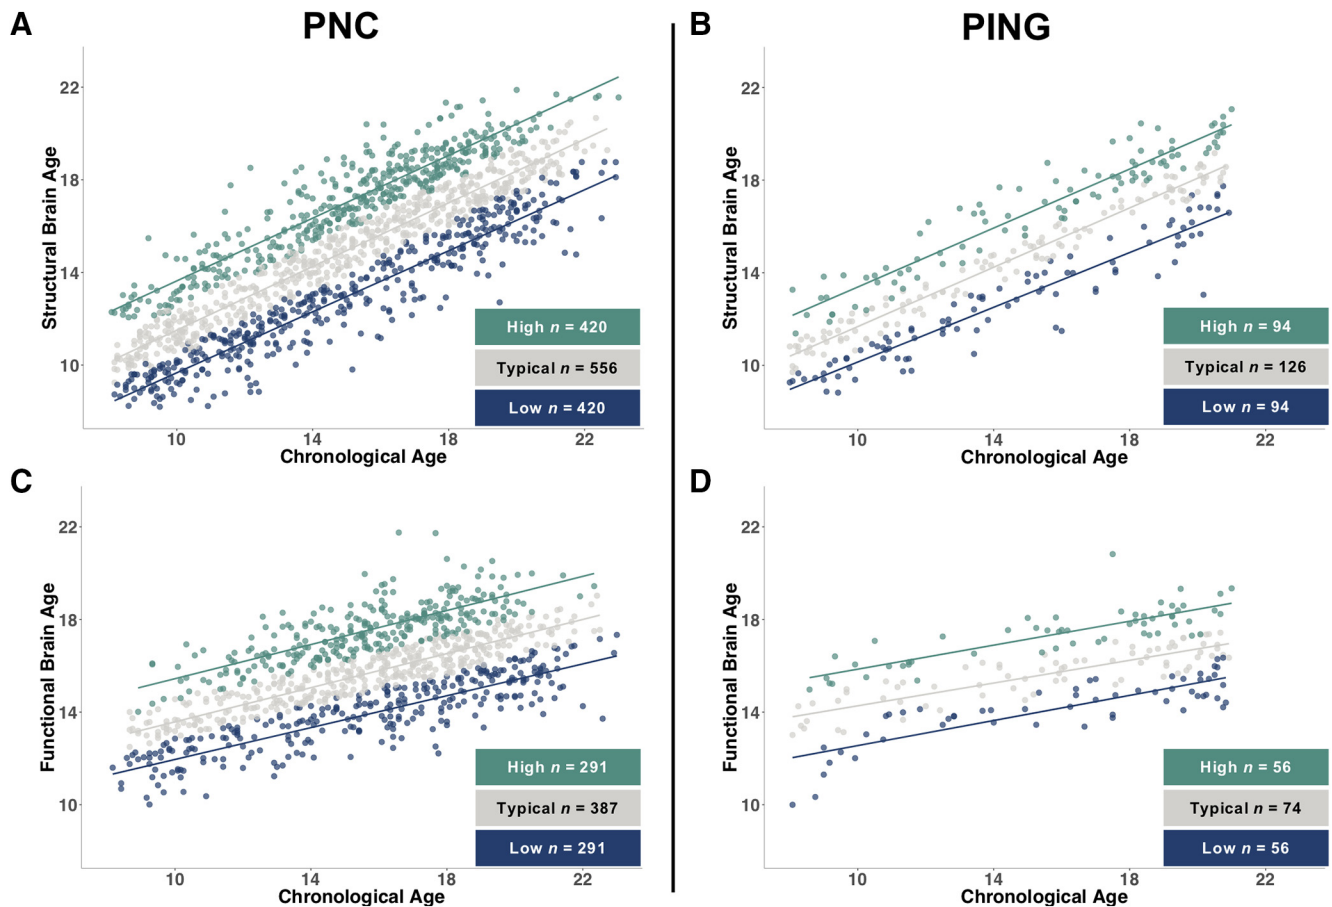 A
PNC
B
PING
Structural Brain Age
22
18
14
10
High n = 420
Typical n = 556
Low n = 420
10 14 18 22
Chronological Age
Structural Brain Age
22
18
14
10
High n = 94
Typical n = 126
Low n = 94
10 14 18 22
Chronological Age
C
D
Functional Brain Age
22
18
14
10
High n = 291
Typical n = 387
Low n = 291
10 14 18 22
Chronological Age
Functional Brain Age
22
18
14
10
High n = 56
Typical n = 74
Low n = 56
10 14 18 22
Chronological Age